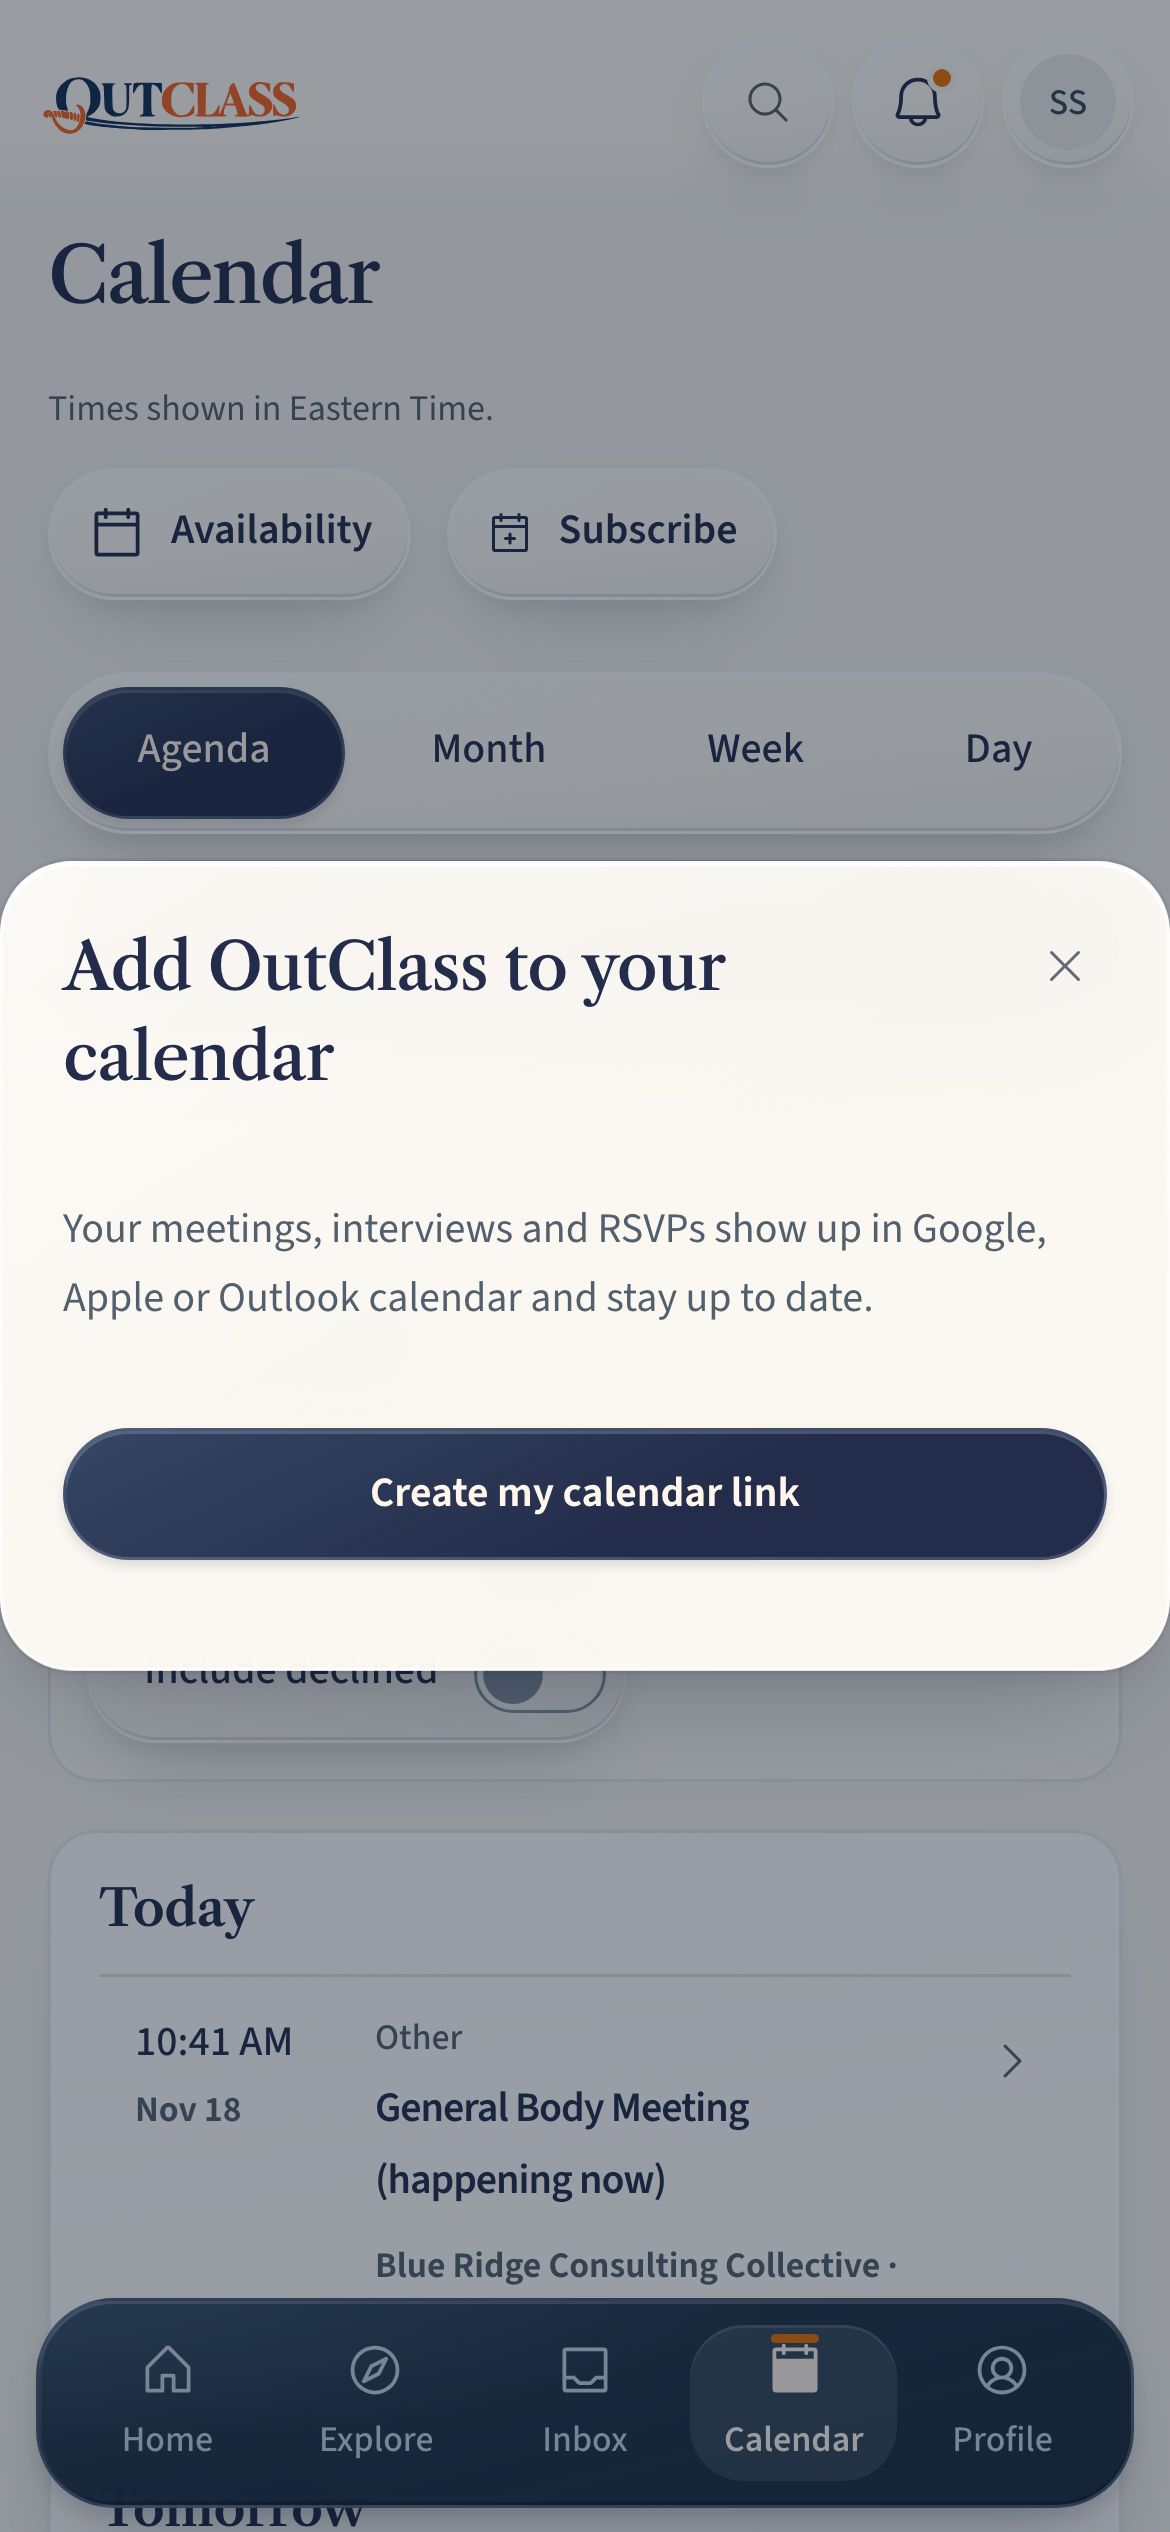 OUTCLASS
SS
Calendar
Times shown in Eastern Time.
Availability
Subscribe
Agenda
Month
Week
Day
Add OutClass to your
calendar
Your meetings, interviews and RSVPs show up in Google,
Apple or Outlook calendar and stay up to date.
Create my calendar link
Include declined
Today
10:41 AM
Other
Nov 18
General Body Meeting
(happening now)
Blue Ridge Consulting Collective ·
Home
Explore
Inbox
Calendar
Profile
Tomorrow